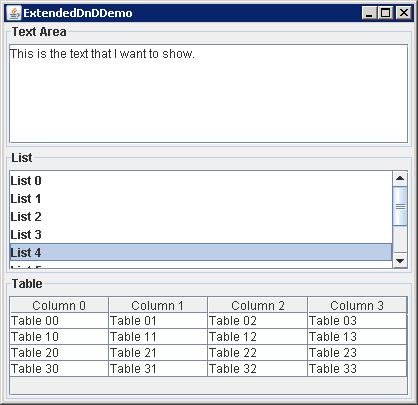 ExtendedDnDDemo
Text Area
This is the text that I want to show.
List
List 0
List 1
List 2
List 3
List 4
List 5
Table
Column 0 Column 1 Column 2 Column 3
Table 00 Table 01 Table 02 Table 03
Table 10 Table 11 Table 12 Table 13
Table 20 Table 21 Table 22 Table 23
Table 30 Table 31 Table 32 Table 33